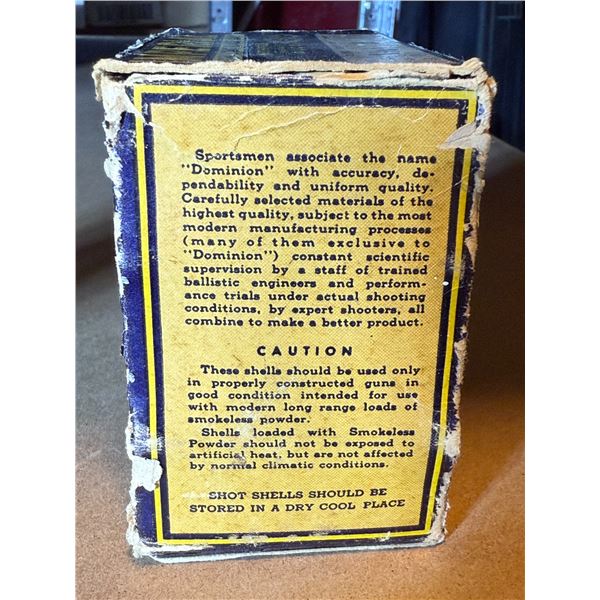 Sportsmen associate the name
"Dominion" with accuracy, de-
pendability and uniform quality.
Carefully selected materials of the
highest quality, subject to the most
modern manufacturing processes
(many of them exclusive to
"Dominion") constant scientific
supervision by a staff of trained
ballistic engineers and perform-
ance trials under actual shooting
conditions, by expert shooters, all
combine to make a better product.
CAUTION
These shells should be used only
in properly constructed guns in
good condition intended for use
with modern long range loads of
smokeless powder.
Shells loaded with Smokeless
Powder should not be exposed to
artificial heat, but are not affected
by normal climatic conditions.
SHOT SHELLS SHOULD BE
STORED IN A DRY COOL PLACE